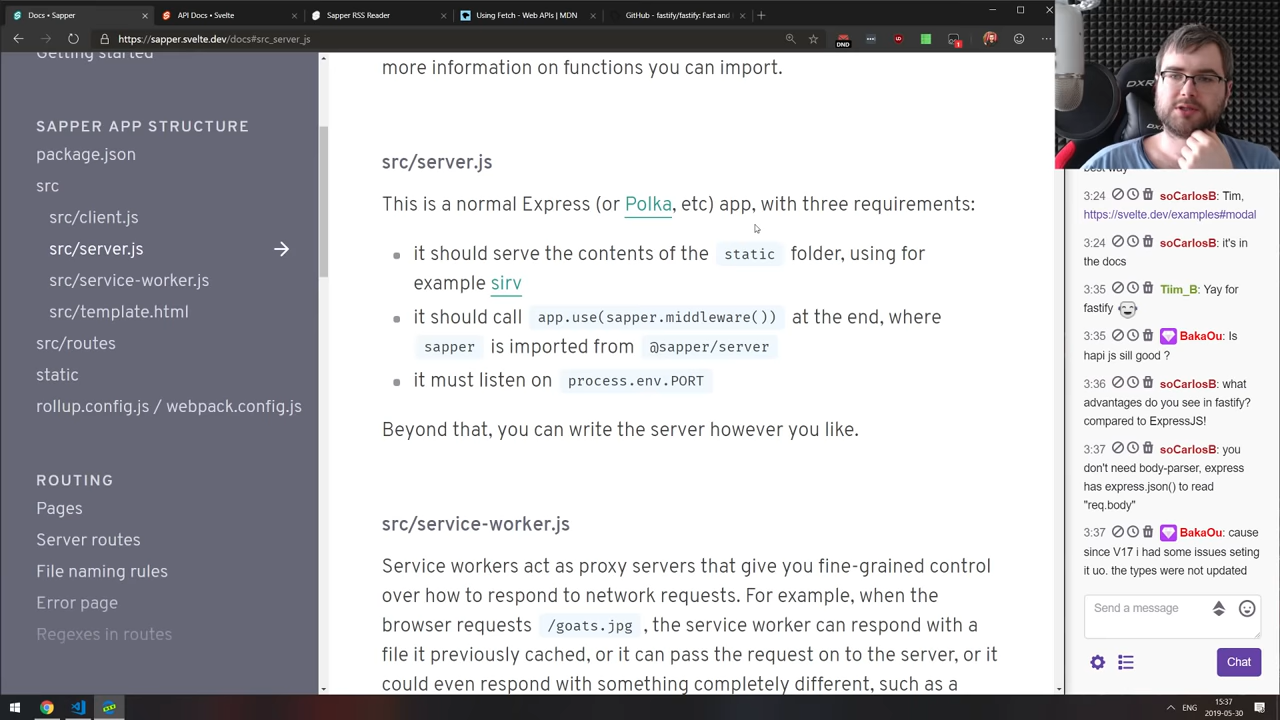 Docs • Sapper
API Docs • Svelte
Sapper RSS Reader
Using Fetch - Web APIs | MDN
GitHub - fastify/fastify: Fast and
https://sapper.svelte.dev/docs#src_server_js
DND
1
Getting started
SAPPER APP STRUCTURE
package.json
src
src/client.js
src/server.js
src/service-worker.js
src/template.html
src/routes
static
rollup.config.js / webpack.config.js
ROUTING
Pages
Server routes
File naming rules
Error page
Regexes in routes
more information on functions you can import.
src/server.js
This is a normal Express (or Polka, etc) app, with three requirements:
it should serve the contents of the static folder, using for
example sirv
it should call app.use(sapper.middleware()) at the end, where
sapper is imported from @sapper/server
it must listen on process.env.PORT
Beyond that, you can write the server however you like.
src/service-worker.js
Service workers act as proxy servers that give you fine-grained control
over how to respond to network requests. For example, when the
browser requests /goats.jpg , the service worker can respond with a
file it previously cached, or it can pass the request on to the server, or it
could even respond with something completely different, such as a
DXR
best way
3:24 soCarlosB: Tim,
https://svelte.dev/examples#modal
3:24 soCarlosB: it's in
the docs
3:35 Tiim_B: Yay for
fastify
3:35 BakaOu: Is
hapi js sill good ?
3:36 soCarlosB: what
advantages do you see in fastify?
compared to ExpressJS!
3:37 soCarlosB: you
don't need body-parser, express
has express.json() to read
"req.body"
3:37 BakaOu: cause
since V17 i had some issues seting
it uo. the types were not updated
Send a message
Chat
ENG
15:37
2019-05-30